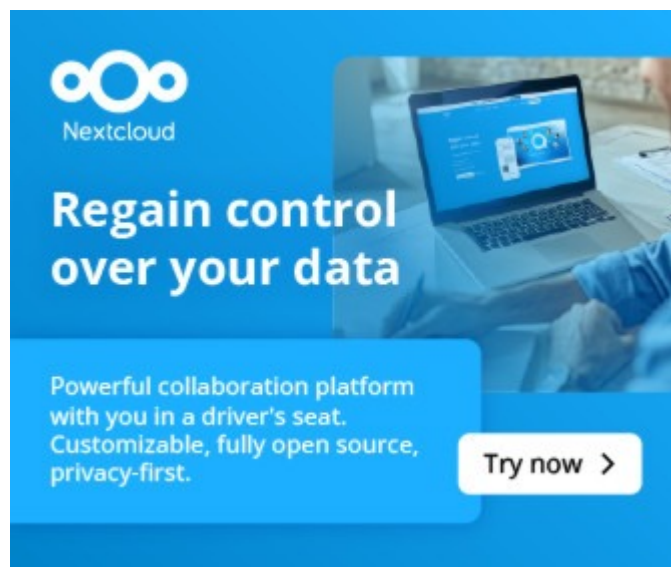 Nextcloud
Regain control
over your data
Powerful collaboration platform
with you in a driver's seat.
Customizable, fully open source,
privacy-first.
Try now